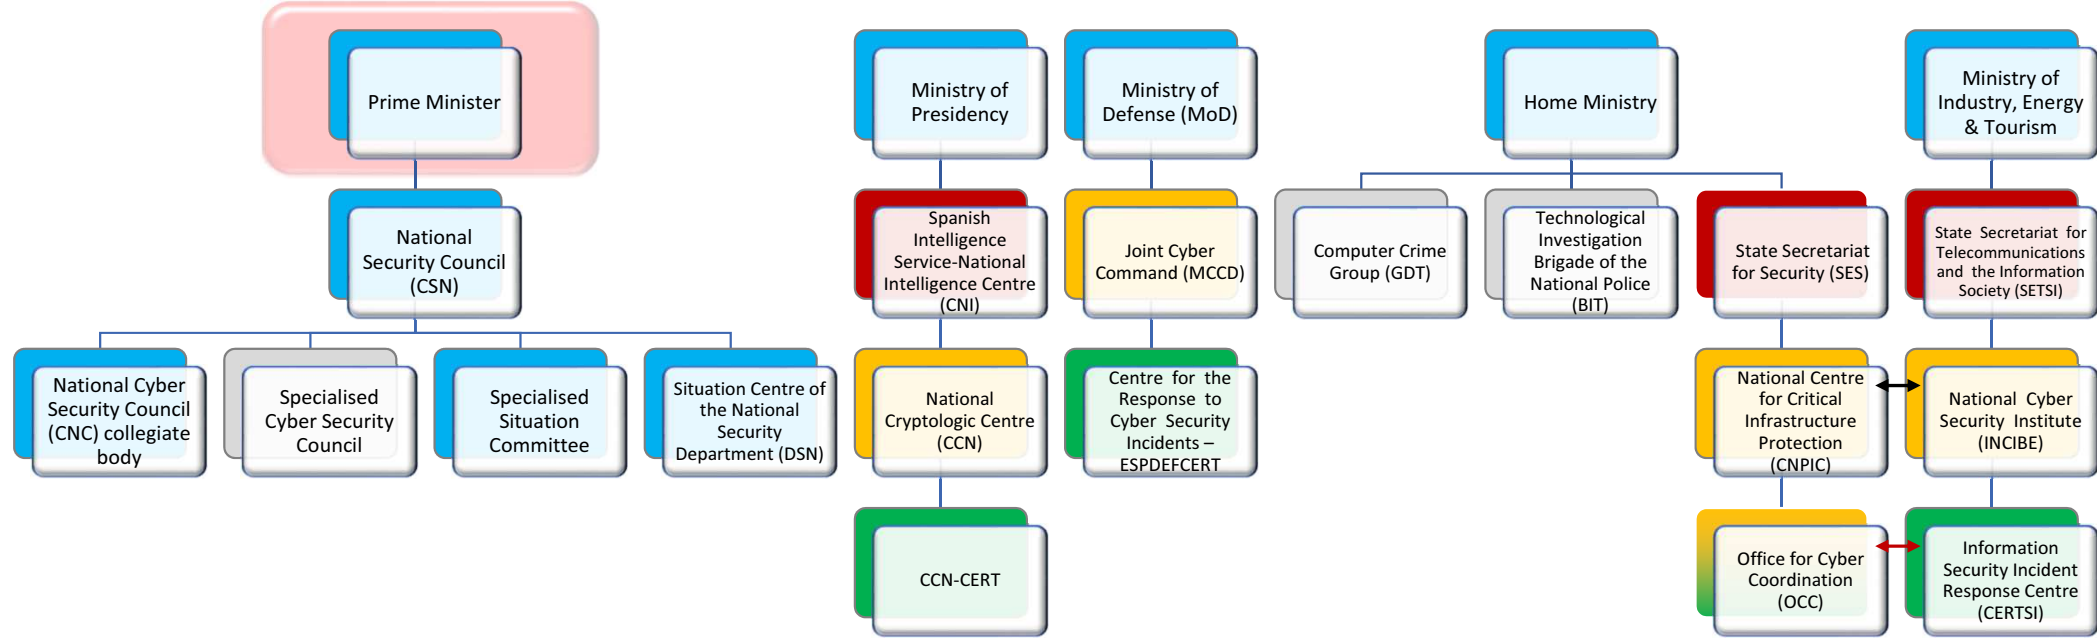 Prime Minister
Ministry of
Presidency
Ministry of
Defense (MoD)
Home Ministry
Ministry of
Industry, Energy
& Tourism
National
Security Council
(CSN)
Spanish
Intelligence
Service-National
Intelligence Centre
(CNI)
Joint Cyber
Command (MCCD)
Computer Crime
Group (GDT)
Technological
Investigation
Brigade of the
National Police
(BIT)
State Secretariat
for Security (SES)
State Secretariat for
Telecommunications
and the Information
Society (SETSI)
National Cyber
Security Council
(CNC) collegiate
body
Specialised
Cyber Security
Council
Specialised
Situation
Committee
Situation Centre of
the National
Security
Department (DSN)
National
Cryptologic Centre
(CCN)
Centre for the
Response to
Cyber Security
Incidents –
ESPDEFCERT
National Centre
for Critical
Infrastructure
Protection
(CNPIC)
National Cyber
Security Institute
(INCIBE)
CCN-CERT
Office for Cyber
Coordination
(OCC)
Information
Security Incident
Response Centre
(CERTSI)